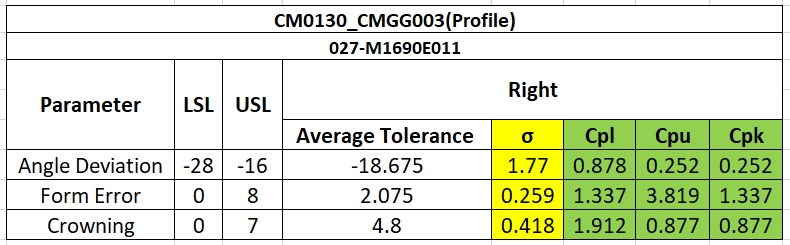 CM0130_CMGG003(Profile)
027-M1690E011
Parameter LSL USL Right
Average Tolerance σ Cpl Cpu Cpk
Angle Deviation -28 -16 -18.675 1.77 0.878 0.252 0.252
Form Error 0 8 2.075 0.259 1.337 3.819 1.337
Crowning 0 7 4.8 0.418 1.912 0.877 0.877